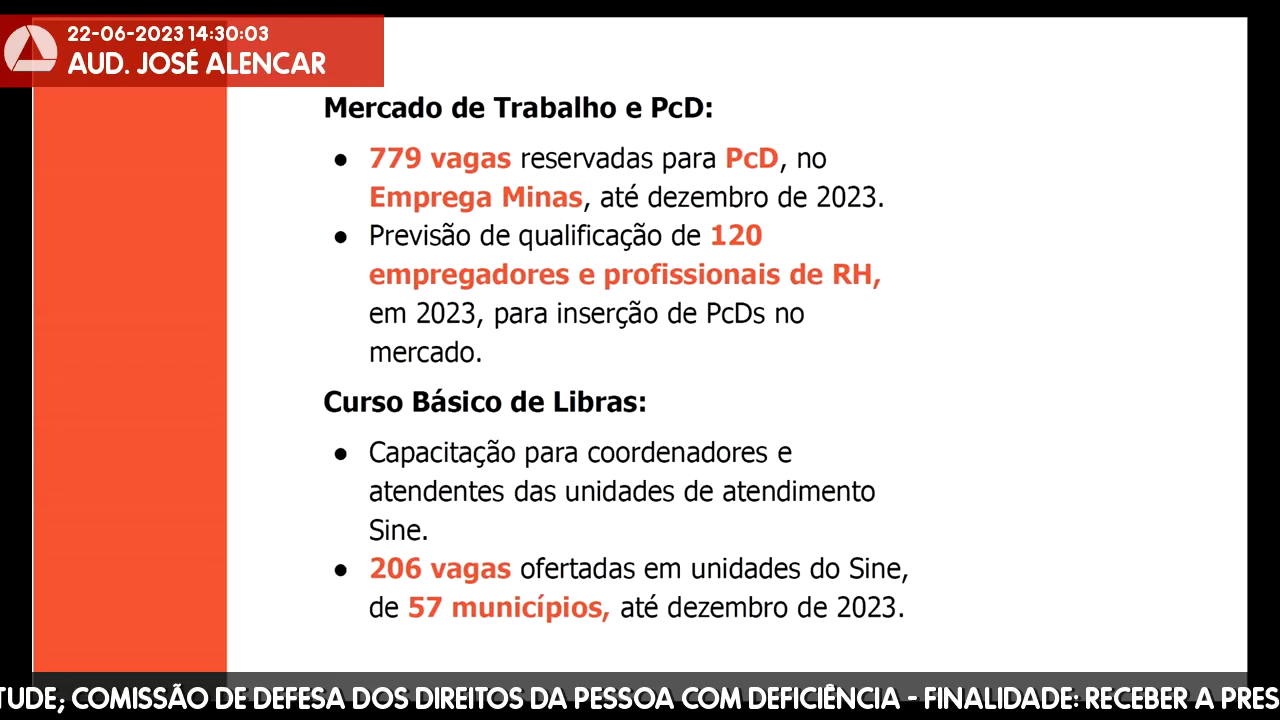 22-06-2023 14:30:03
AUD. JOSÉ ALENCAR
Mercado de Trabalho e PcD:
● 779 vagas reservadas para PcD, no
Emprega Minas, até dezembro de 2023.
● Previsão de qualificação de 120
empregadores e profissionais de RH,
em 2023, para inserção de PcDs no
mercado.
Curso Básico de Libras:
● Capacitação para coordenadores e
atendentes das unidades de atendimento
Sine.
● 206 vagas ofertadas em unidades do Sine,
de 57 municípios, até dezembro de 2023.
TUDE; COMISSÃO DE DEFESA DOS DIREITOS DA PESSOA COM DEFICIÊNCIA - FINALIDADE: RECEBER A PRES